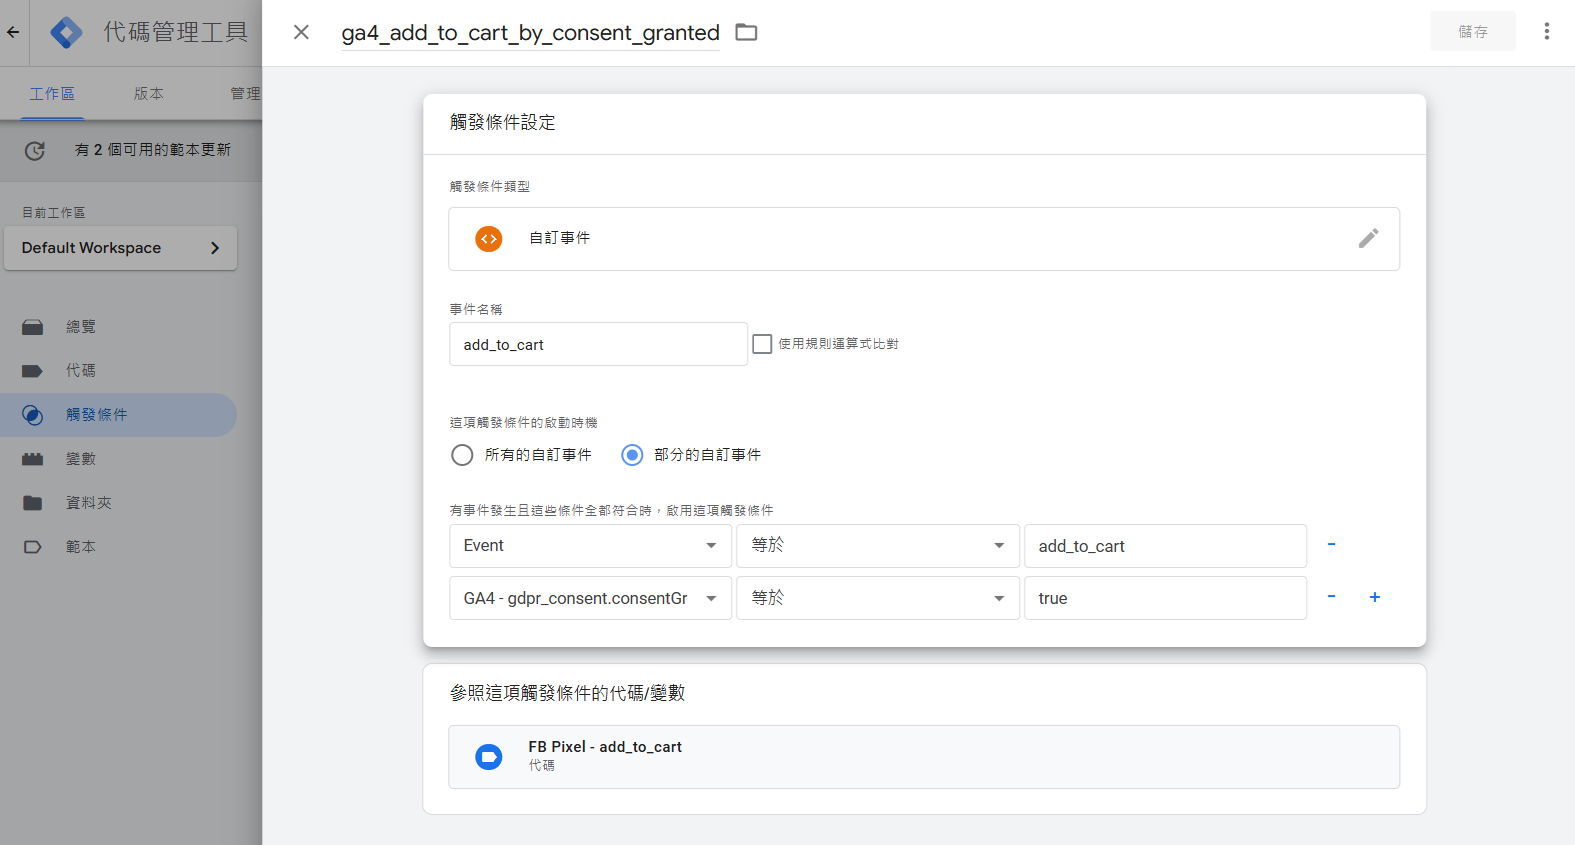 代碼管理工具
ga4_add_to_cart_by_consent_granted
儲存
工作區
版本
管理
有 2 個可用的範本更新
目前工作區
Default Workspace
總覽
代碼
觸發條件
變數
資料夾
範本
觸發條件設定
觸發條件類型
自訂事件
事件名稱
add_to_cart
使用規則運算式比對
這項觸發條件的啟動時機
所有的自訂事件
部分的自訂事件
有事件發生且這些條件全都符合時，啟用這項觸發條件
Event
等於
add_to_cart
-
GA4 - gdpr_consent.consentGr
等於
true
- +
參照這項觸發條件的代碼/變數
FB Pixel - add_to_cart
代碼